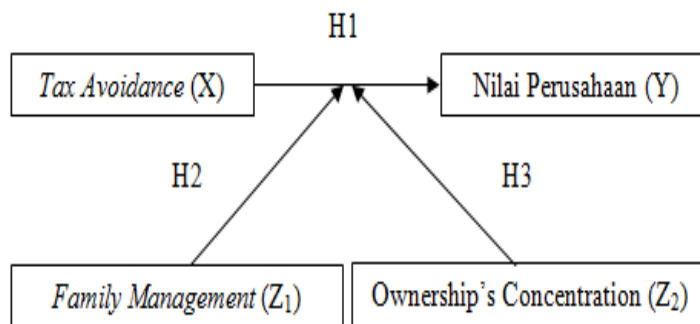 H1
Tax Avoidance (X)
Nilai Perusahaan (Y)
H2
H3
Family Management (Z₁)
Ownership's Concentration (Z₂)